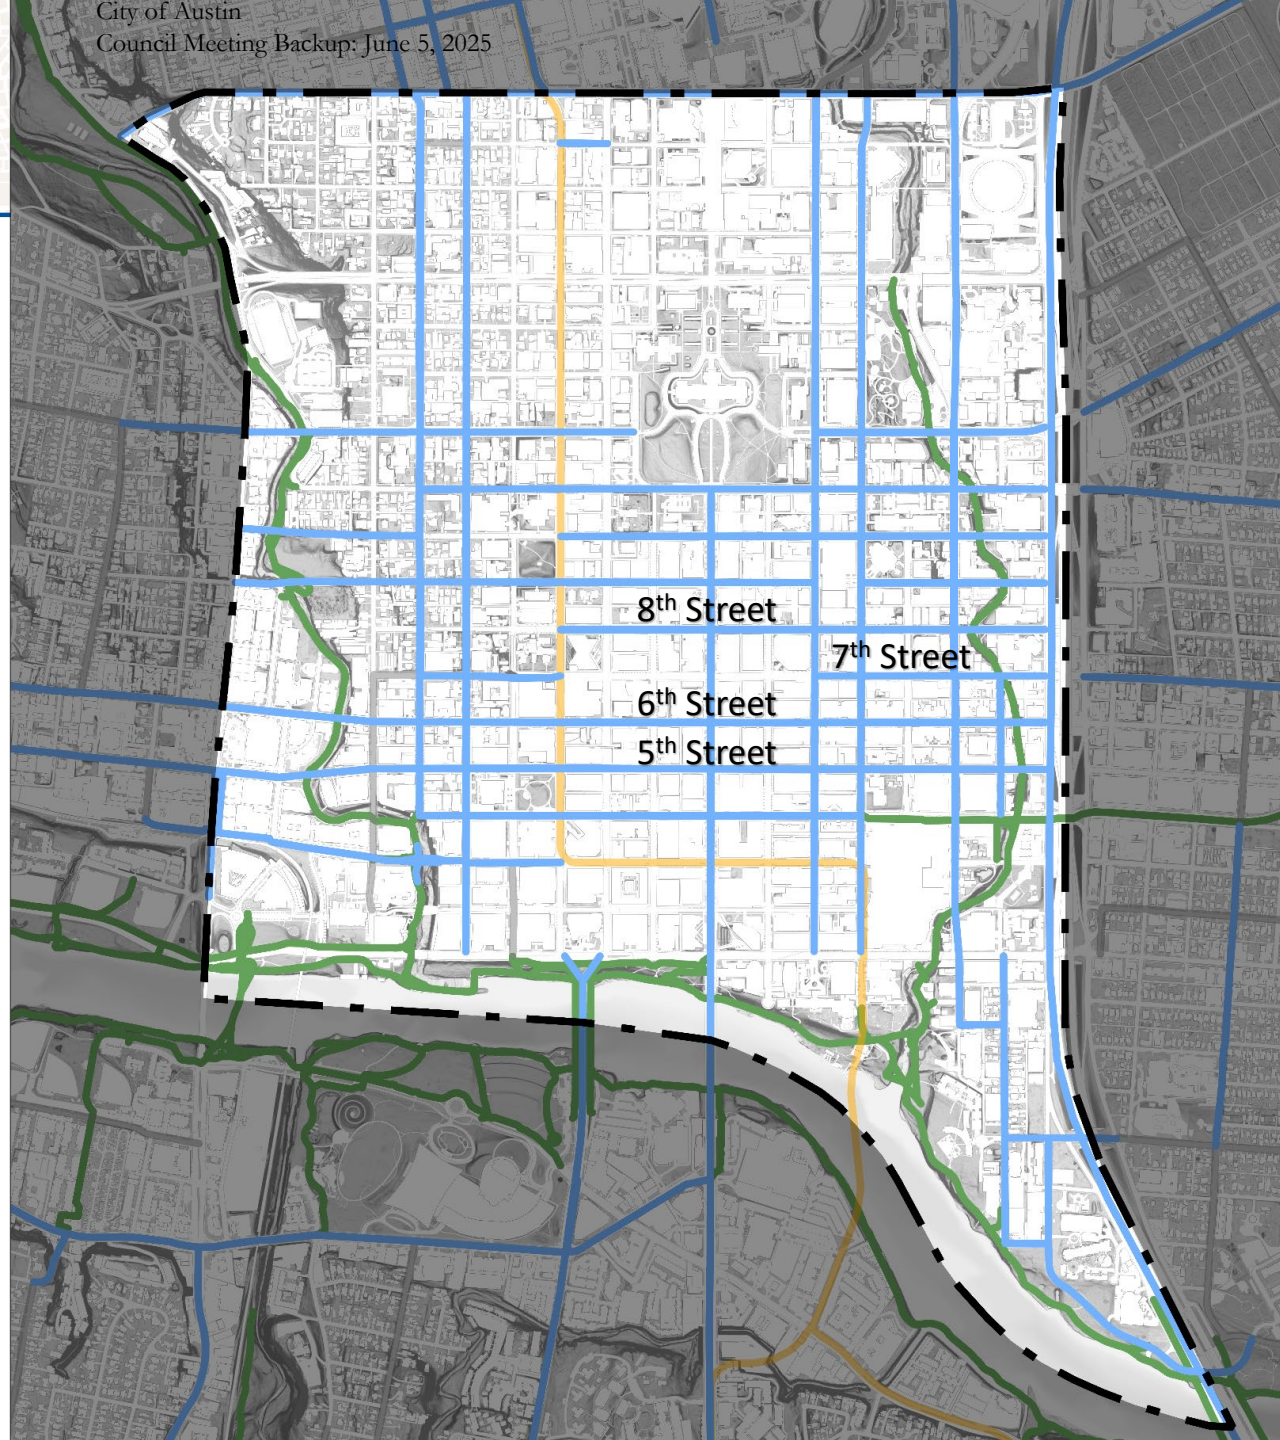 City of Austin
Council Meeting Backup: June 5, 2025
8th Street
7th Street
6th Street
5th Street